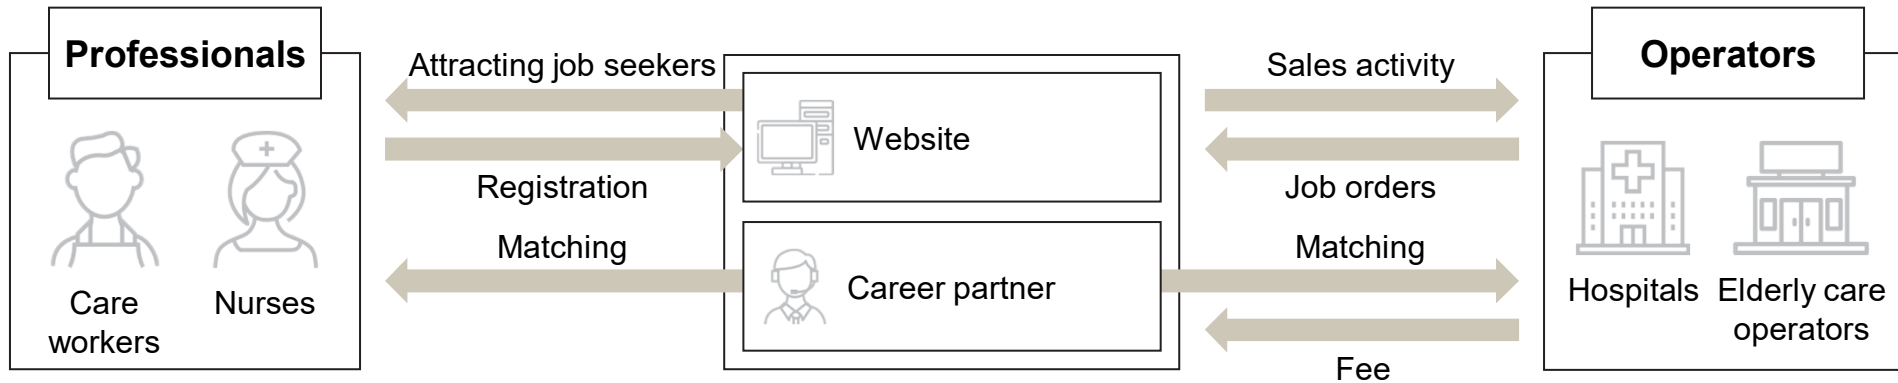 Professionals
Care
workers
Nurses
Attracting job seekers
Registration
Matching
Website
Career partner
Sales activity
Job orders
Matching
Fee
Operators
Hospitals
Elderly care
operators